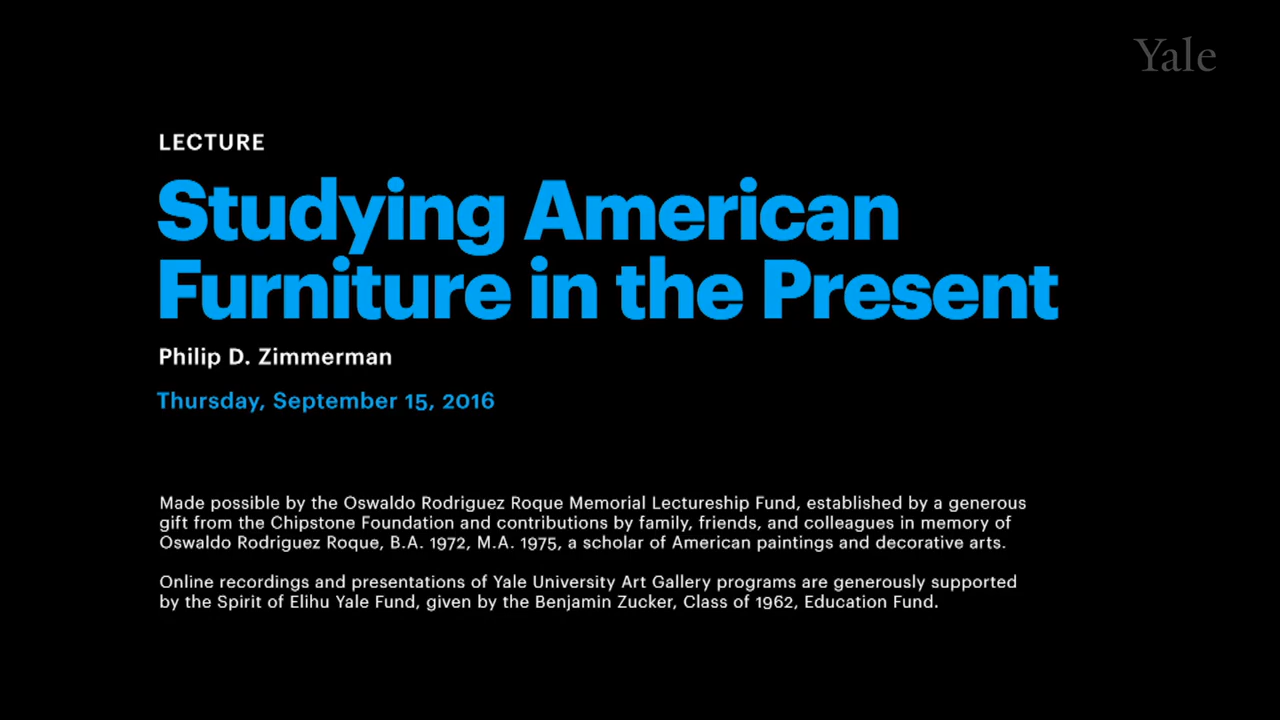 Yale
LECTURE
Studying American
Furniture in the Present
Philip D. Zimmerman
Thursday, September 15, 2016
Made possible by the Oswaldo Rodriguez Roque Memorial Lectureship Fund, established by a generous
gift from the Chipstone Foundation and contributions by family, friends, and colleagues in memory of
Oswaldo Rodriguez Roque, B.A. 1972, M.A. 1975, a scholar of American paintings and decorative arts.
Online recordings and presentations of Yale University Art Gallery programs are generously supported
by the Spirit of Elihu Yale Fund, given by the Benjamin Zucker, Class of 1962, Education Fund.